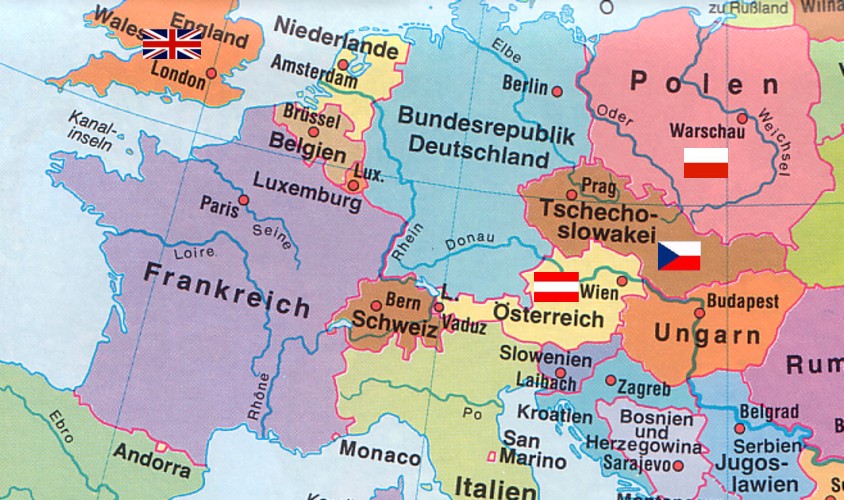 zu Rußland
Wilna
Wales
England
London
Niederlande
Amsterdam
Elbe
Berlin
Polen
Oder
Warschau
Weichsel
Kanal-
inseln
Brüssel
Belgien
Bundesrepublik
Deutschland
Lux.
Luxemburg
Prag
Tschecho-
slowakei
Paris
Seine
Loire
Rhein
Donau
Frankreich
Bern
Schweiz
L.
Vaduz
Wien
Österreich
Budapest
Ungarn
Rum
Slowenien
Laibach
Zagreb
Kroatien
Bosnien
und
Herzegowina
Sarajevo
Belgrad
Serbien
Jugos-
lawien
Rhône
Po
Ebro
Andorra
Monaco
San
Marino
Italien